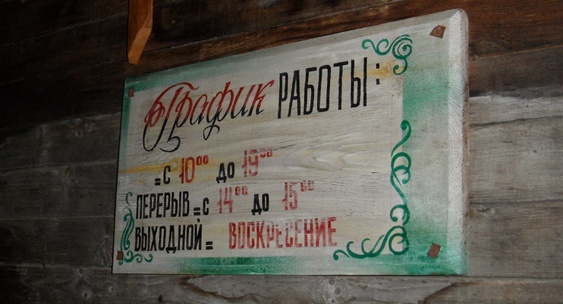 График РАБОТЫ:
=с 10⁰⁰ до 19⁰⁰
ПЕРЕРЫВ=с 14⁰⁰ до 15⁰⁰
ВЫХОДНОЙ= ВОСКРЕСЕНИЕ